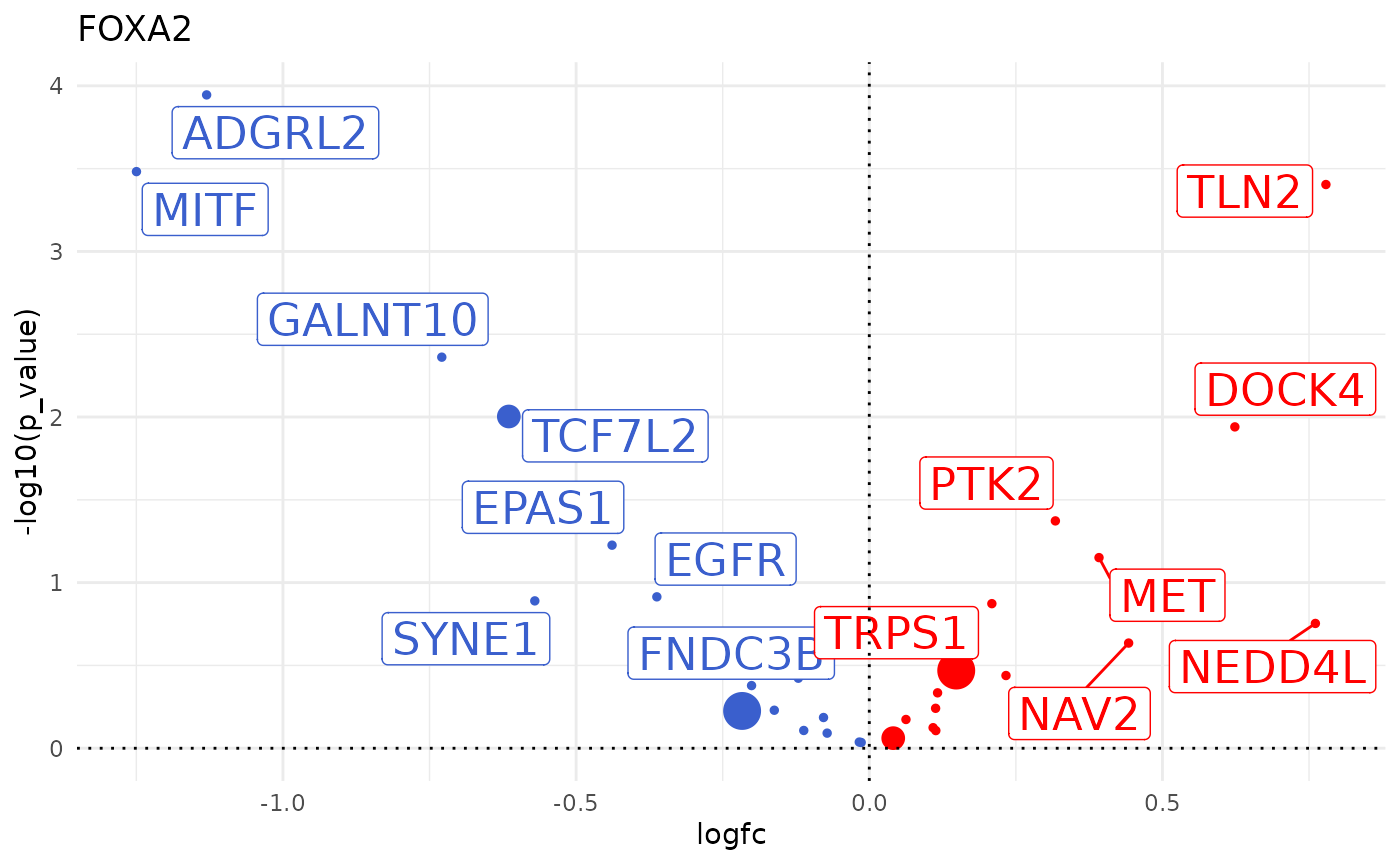 FOXA2
4
ADGRL2
MITF
TLN2
3
GALNT10
DOCK4
2
TCF7L2
PTK2
EPAS1
EGFR
1
MET
SYNE1
TRPS1
FNDC3B
NEDD4L
NAV2
0
-log10(p_value)
-1.0
-0.5
0.0
0.5
logfc